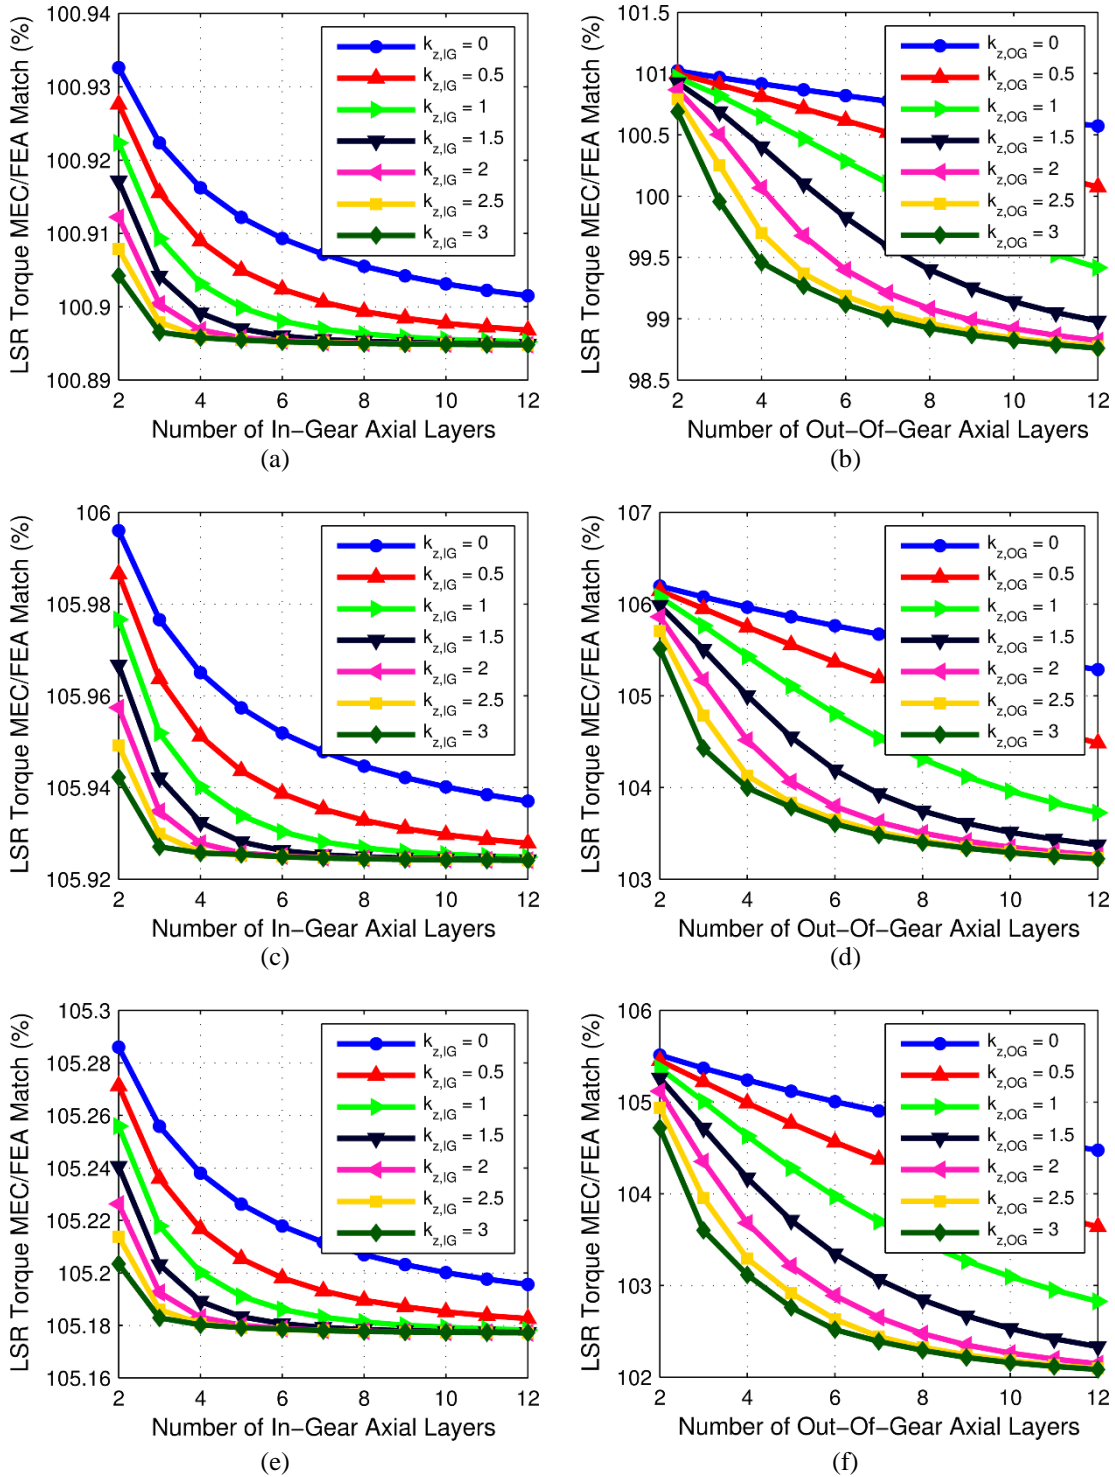 LSR Torque MEC/FEA Match (%)
100.94
100.93
100.92
100.91
100.9
100.89
2 4 6 8 10 12
Number of In-Gear Axial Layers
k_z,IG = 0
k_z,IG = 0.5
k_z,IG = 1
k_z,IG = 1.5
k_z,IG = 2
k_z,IG = 2.5
k_z,IG = 3
(a)
LSR Torque MEC/FEA Match (%)
101.5
101
100.5
100
99.5
99
98.5
2 4 6 8 10 12
Number of Out-Of-Gear Axial Layers
k_z,OG = 0
k_z,OG = 0.5
k_z,OG = 1
k_z,OG = 1.5
k_z,OG = 2
k_z,OG = 2.5
k_z,OG = 3
(b)
LSR Torque MEC/FEA Match (%)
106
105.98
105.96
105.94
105.92
2 4 6 8 10 12
Number of In-Gear Axial Layers
k_z,IG = 0
k_z,IG = 0.5
k_z,IG = 1
k_z,IG = 1.5
k_z,IG = 2
k_z,IG = 2.5
k_z,IG = 3
(c)
LSR Torque MEC/FEA Match (%)
107
106
105
104
103
2 4 6 8 10 12
Number of Out-Of-Gear Axial Layers
k_z,OG = 0
k_z,OG = 0.5
k_z,OG = 1
k_z,OG = 1.5
k_z,OG = 2
k_z,OG = 2.5
k_z,OG = 3
(d)
LSR Torque MEC/FEA Match (%)
105.3
105.28
105.26
105.24
105.22
105.2
105.18
105.16
2 4 6 8 10 12
Number of In-Gear Axial Layers
k_z,IG = 0
k_z,IG = 0.5
k_z,IG = 1
k_z,IG = 1.5
k_z,IG = 2
k_z,IG = 2.5
k_z,IG = 3
(e)
LSR Torque MEC/FEA Match (%)
106
105
104
103
102
2 4 6 8 10 12
Number of Out-Of-Gear Axial Layers
k_z,OG = 0
k_z,OG = 0.5
k_z,OG = 1
k_z,OG = 1.5
k_z,OG = 2
k_z,OG = 2.5
k_z,OG = 3
(f)